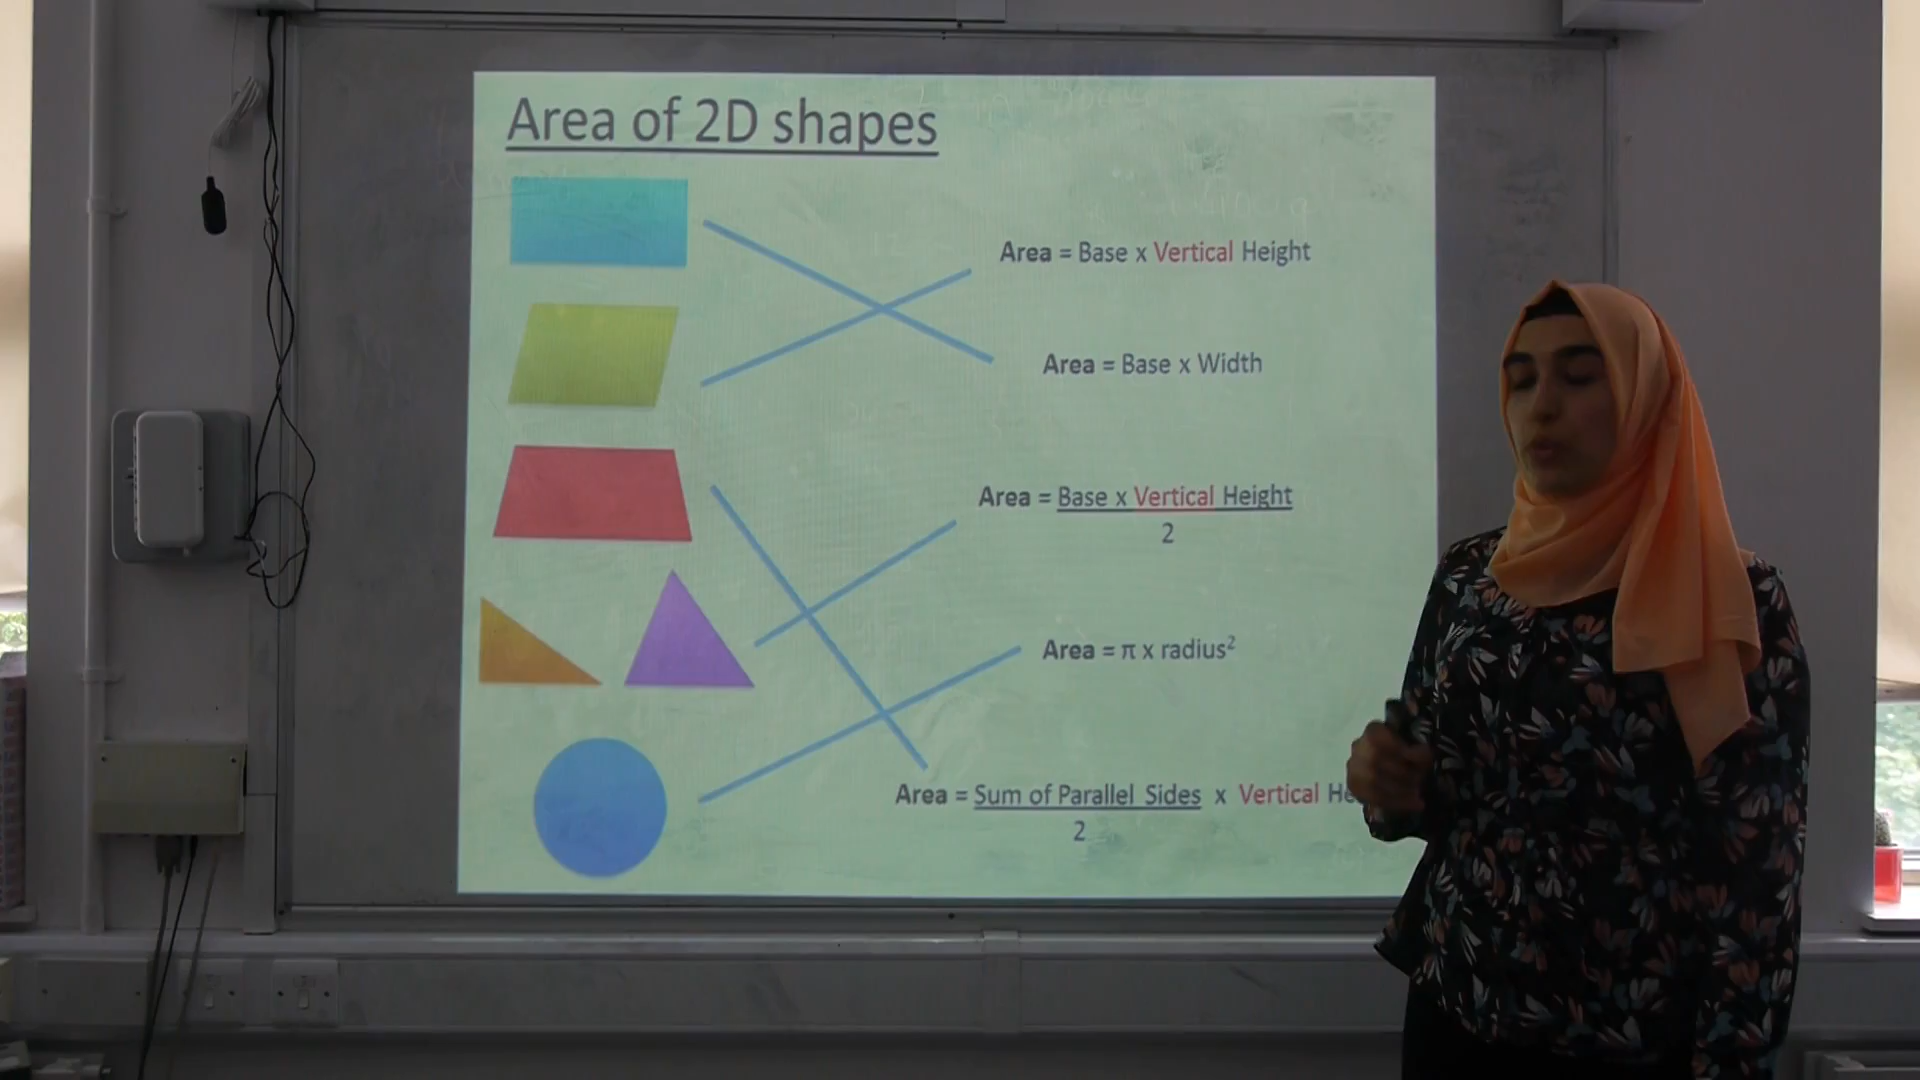 Area of 2D shapes
Area = Base x Vertical Height
Area = Base x Width
Area = Base x Vertical Height
2
Area = π x radius²
Area = Sum of Parallel Sides x Vertical
2